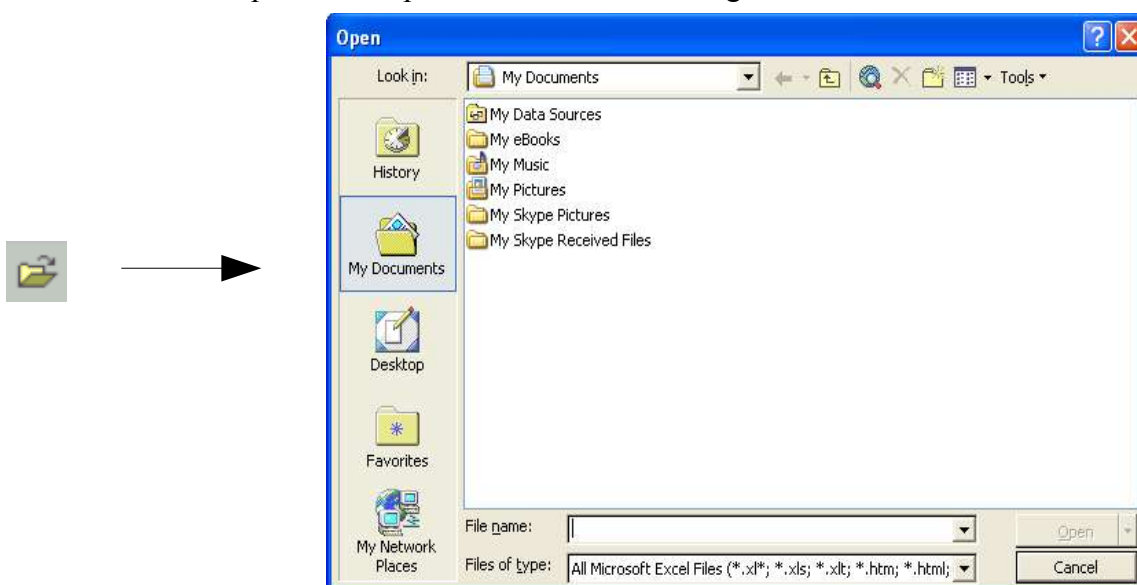 Open
Look in:
My Documents
Tools
My Data Sources
My eBooks
My Music
My Pictures
My Skype Pictures
My Skype Received Files
History
My Documents
Desktop
Favorites
My Network
Places
File name:
Open
Files of type:
All Microsoft Excel Files (*.xl*; *.xls; *.xlt; *.htm; *.html;
Cancel